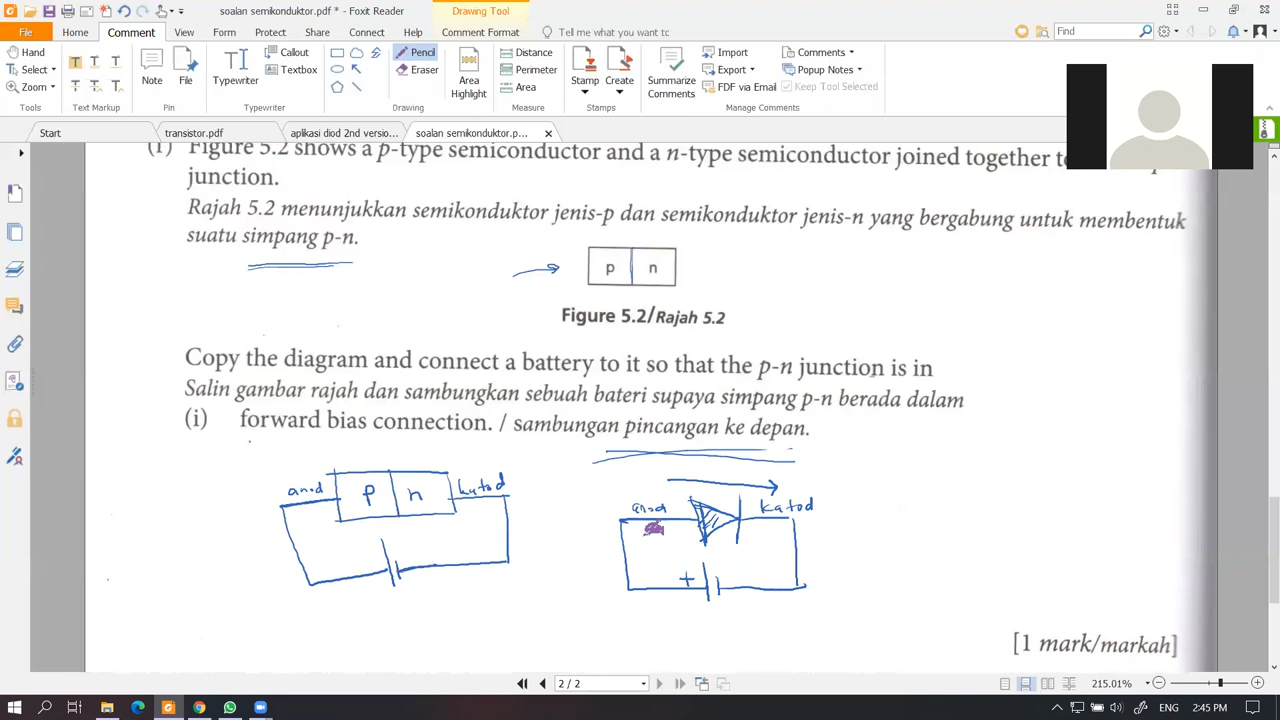 soalan semikonduktor.pdf * - Foxit Reader
Drawing Tool
File Home Comment View Form Protect Share Connect Help Comment Format Tell me what you want to
Find
Hand
Select
Zoom
Tools
Text Markup
Note
File
Pin
Typewriter
Callout
Textbox
Typewriter
Pencil
Eraser
Drawing
Area Highlight
Distance
Perimeter
Area
Measure
Stamp
Create
Stamps
Summarize Comments
Import
Export
FDF via Email
Comments
Popup Notes
Keep Tool Selected
Manage Comments
Start transistor.pdf aplikasi diod 2nd versio... soalan semikonduktor.p...
(f) Figure 5.2 shows a p-type semiconductor and a n-type semiconductor joined together
junction.
Rajah 5.2 menunjukkan semikonduktor jenis-p dan semikonduktor jenis-n yang bergabung untuk membentuk
suatu simpang p-n.
p n
Figure 5.2/Rajah 5.2
Copy the diagram and connect a battery to it so that the p-n junction is in
Salin gambar rajah dan sambungkan sebuah bateri supaya simpang p-n berada dalam
(i) forward bias connection. / sambungan pincangan ke depan.
anod p n katod
anod katod
+
[1 mark/markah]
2 / 2
215.01%
ENG 2:45 PM